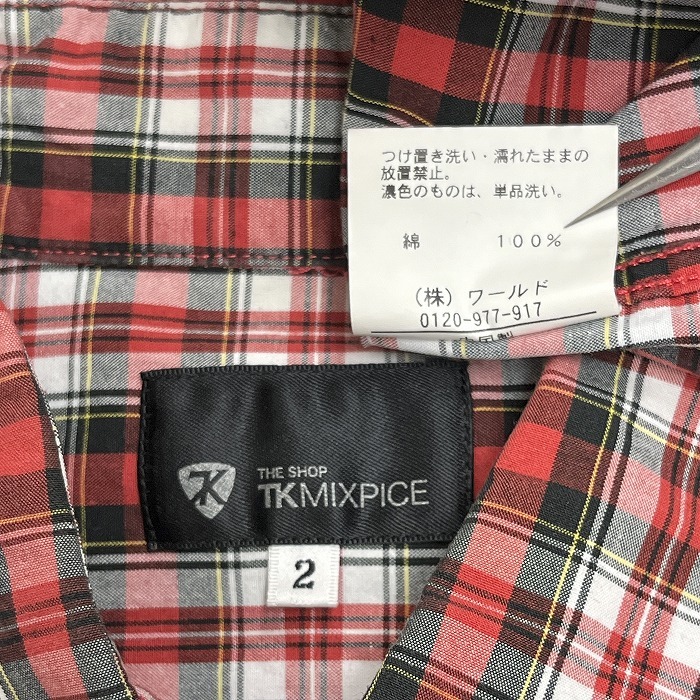 つけ置き洗い・濡れたままの
放置禁止。
濃色のものは、単品洗い。
綿 100%
(株) ワールド
0120-977-917
THE SHOP
TK MIXPICE
2